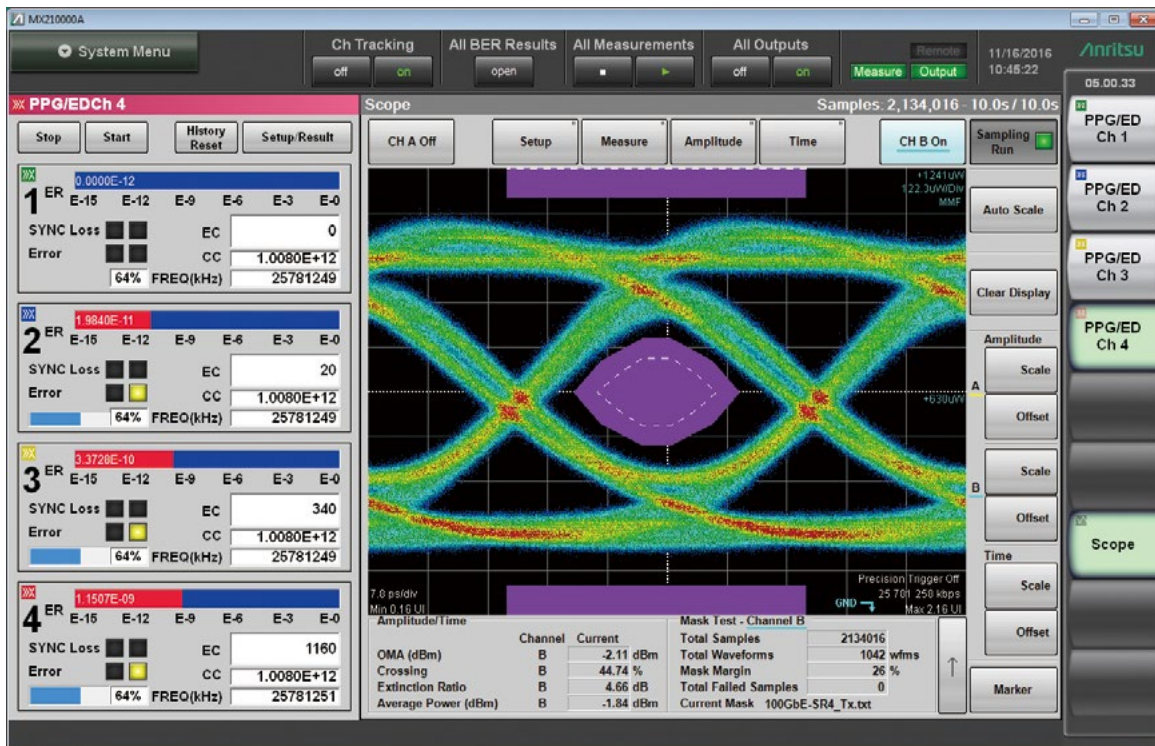 MX210000A
System Menu
Ch Tracking
off on
All BER Results
open
All Measurements
All Outputs
off on
Remote
Measure Output
11/16/2016
10:45:22
Anritsu
05.00.33
PPG/EDCh 4
Stop Start History Reset Setup/Result
1 ER 0.0000E-12
E-15 E-12 E-9 E-6 E-3 E-0
SYNC Loss EC 0
Error CC 1.0080E+12
64% FREQ(kHz) 25781249
2 ER 1.9840E-11
E-15 E-12 E-9 E-6 E-3 E-0
SYNC Loss EC 20
Error CC 1.0080E+12
64% FREQ(kHz) 25781249
3 ER 3.3728E-10
E-15 E-12 E-9 E-6 E-3 E-0
SYNC Loss EC 340
Error CC 1.0080E+12
64% FREQ(kHz) 25781249
4 ER 1.1507E-09
E-15 E-12 E-9 E-6 E-3 E-0
SYNC Loss EC 1160
Error CC 1.0080E+12
64% FREQ(kHz) 25781251
Scope Samples: 2,134,016 - 10.0s / 10.0s
CH A Off Setup Measure Amplitude Time CH B On Sampling Run
+1241uW
122.3uW/Div
MMF
+630uW
7.8 ps/div
Min 0.16 UI
Precision Trigger Off
25 781 250 kbps
GND
Max 2.16 UI
Auto Scale
Clear Display
Amplitude
A
Scale
Offset
B
Scale
Offset
Time
Scale
Offset
Marker
Amplitude/Time
Channel Current
OMA (dBm) B -2.11 dBm
Crossing B 44.74 %
Extinction Ratio B 4.66 dB
Average Power (dBm) B -1.84 dBm
Mask Test - Channel B
Total Samples 2134016
Total Waveforms 1042 wfms
Mask Margin 26 %
Total Failed Samples 0
Current Mask 100GbE-SR4_Tx.txt
PPG/ED
Ch 1
PPG/ED
Ch 2
PPG/ED
Ch 3
PPG/ED
Ch 4
Scope